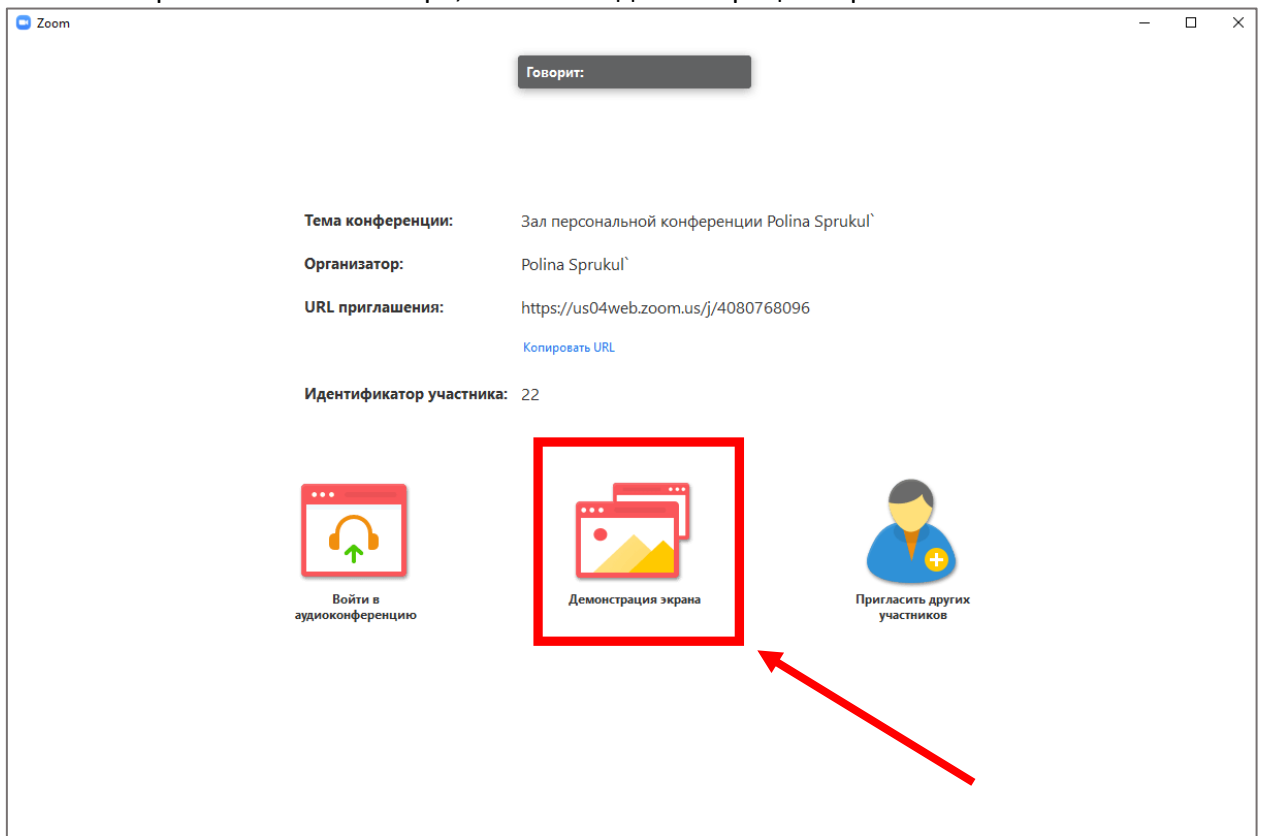 Zoom
Говорит:
Тема конференции: Зал персональной конференции Polina Sprukul`
Организатор: Polina Sprukul`
URL приглашения: https://us04web.zoom.us/j/4080768096
Копировать URL
Идентификатор участника: 22
Войти в
аудиоконференцию
Демонстрация экрана
Пригласить других
участников